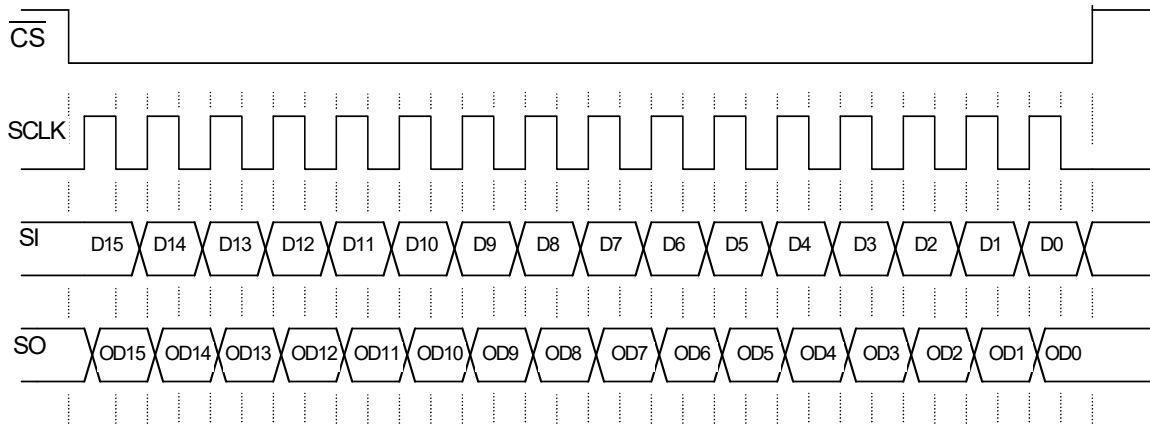 CS
SCLK
SI D15 D14 D13 D12 D11 D10 D9 D8 D7 D6 D5 D4 D3 D2 D1 D0
SO OD15 OD14 OD13 OD12 OD11 OD10 OD9 OD8 OD7 OD6 OD5 OD4 OD3 OD2 OD1 OD0